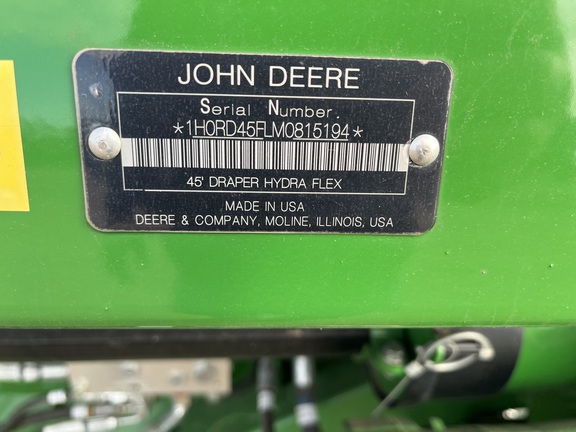 JOHN DEERE
Serial Number.
*1H0RD45FLM0815194*
45' DRAPER HYDRA FLEX
MADE IN USA
DEERE & COMPANY, MOLINE, ILLINOIS, USA